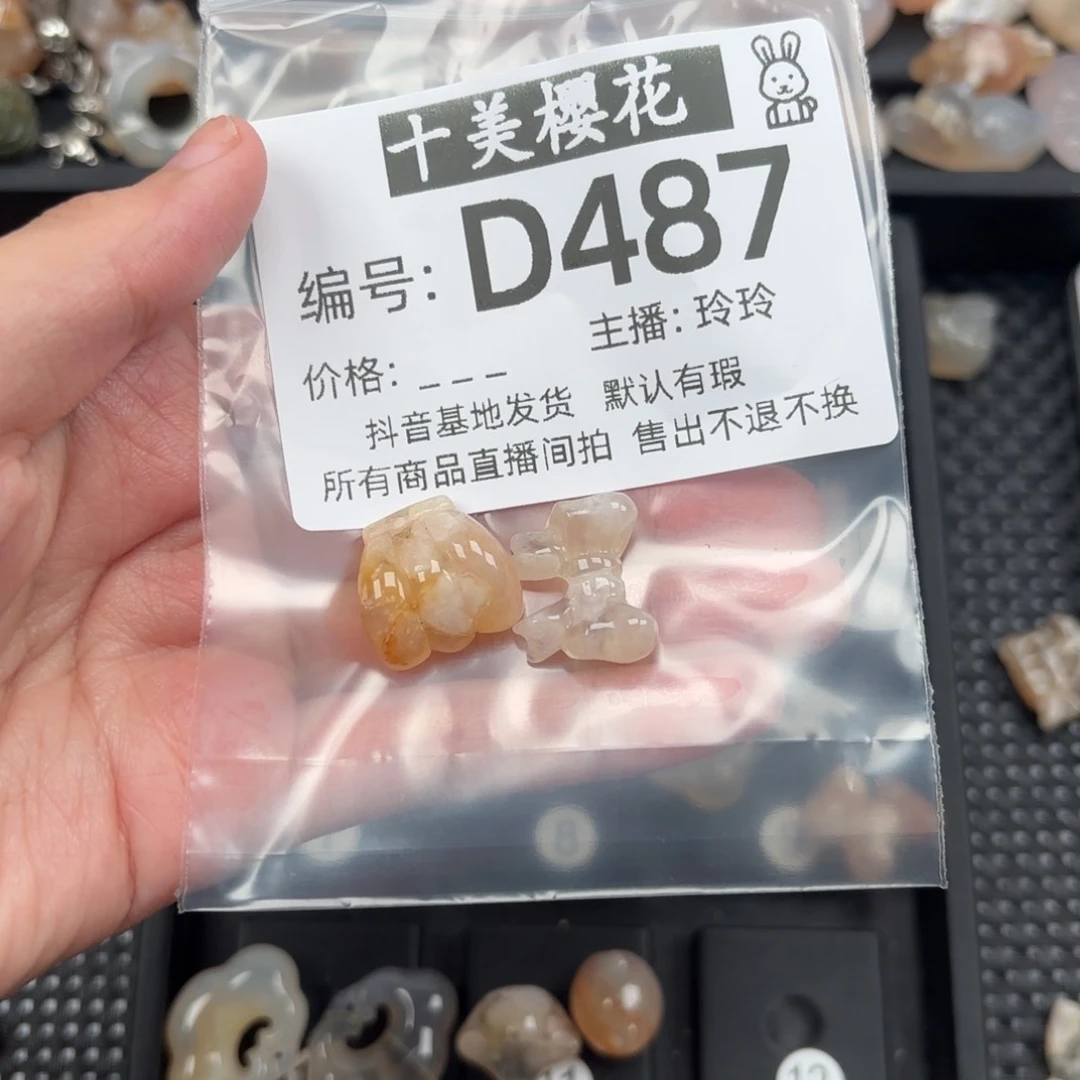 十美樱花
编号: D487
主播: 玲玲
价格: _ _ _
抖音基地发货 默认有瑕
所有商品直播间拍 售出不退不换
8